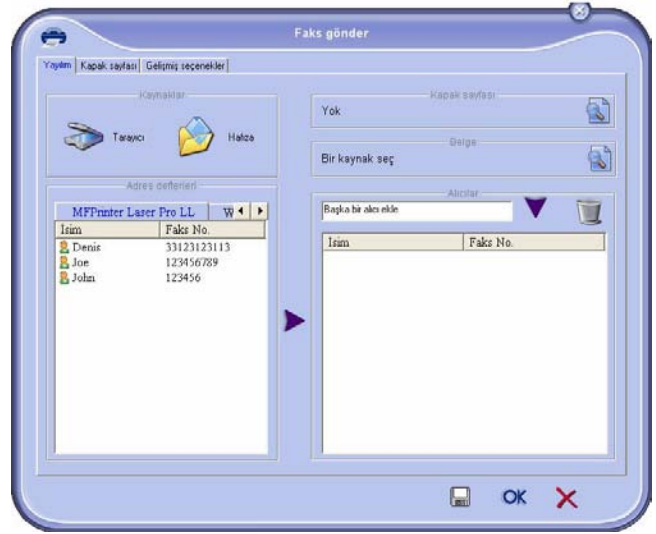 Faks gönder
Yayılım Kapak sayfası Gelişmiş seçenekler
Kaynaklar
Tarayıcı Hafıza
Kapak sayfası
Yok
Belge
Bir kaynak seç
Adres defterleri
MFPrinter Laser Pro LL W
Isim Faks No.
Denis 33123123113
Joe 123456789
John 123456
Alıcılar
Başka bir alıcı ekle
Isim Faks No.
OK